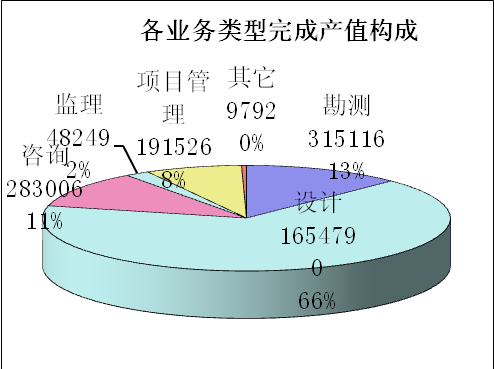 各业务类型完成产值构成
其它
9792
0%
项目管
理
191526
8%
监理
48249
2%
咨询
283006
11%
勘测
315116
13%
设计
165479
0
66%